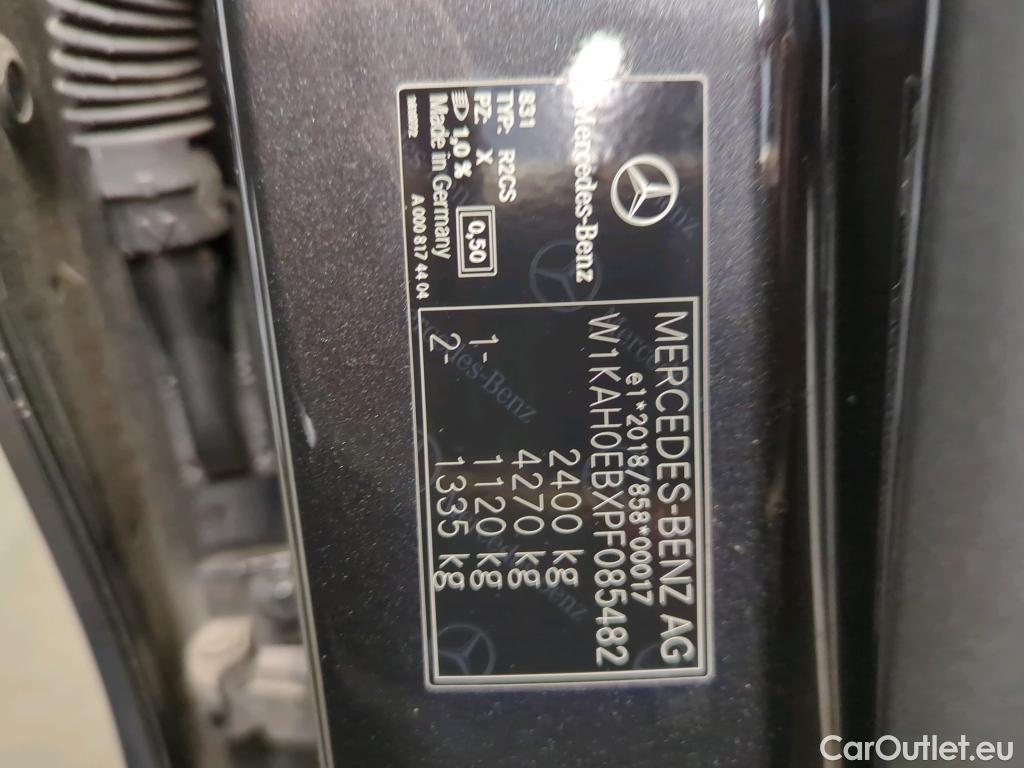 Mercedes-Benz
831
TYP: R2CS
PZ: X
0,50
1,0 %
Made in Germany
A 000 817 44 04
MERCEDES-BENZ AG
e1*2018/858*00017
W1KAH0EBXPF085482
2400 kg
4270 kg
1- 1120 kg
2- 1335 kg
CarOutlet.eu